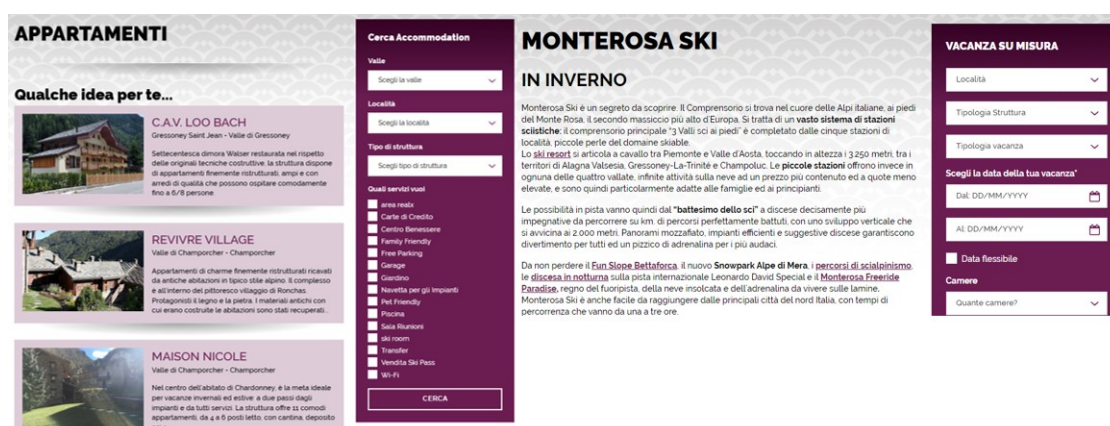 APPARTAMENTI
Qualche idea per te...
C.A.V. LOO BACH
Gressoney Saint Jean - Valle di Gressoney
Settecentesca dimora Walser restaurata nel rispetto
delle originali tecniche costruttive. la struttura dispone
di appartamenti finemente ristrutturati, ampi e con
arredi di qualità che possono ospitare comodamente
fino a 6/8 persone.
REVIVRE VILLAGE
Valle di Champorcher - Champorcher
Appartamenti di charme finemente ristrutturati ricavati
da antiche abitazioni in tipico stile alpino. Il complesso
è all'interno del pittoresco villaggio di Ronchas.
Protagonisti il legno e la pietra. I materiali antichi con
cui erano costruite le abitazioni sono stati recuperati..
MAISON NICOLE
Valle di Champorcher - Champorcher
Nel centro dell'abitato di Chardonney, è la meta ideale
per vacanze invernali ed estive: a due passi dagli
impianti e da tutti servizi. La struttura offre 11 comodi
appartamenti, da 4 a 6 posti letto, con cantina, deposito
Cerca Accommodation
Valle
Scegli la valle
Località
Scegli la località
Tipo di struttura
Scegli tipo di struttura
Quali servizi vuoi
area realx
Carte di Credito
Centro Benessere
Family Friendly
Free Parking
Garage
Giardino
Navetta per gli Impianti
Pet Friendly
Piscina
Sala Riunioni
ski room
Transfer
Vendita Ski Pass
Wi-Fi
CERCA
MONTEROSA SKI
IN INVERNO
Monterosa Ski è un segreto da scoprire. Il Comprensorio si trova nel cuore delle Alpi italiane, ai piedi
del Monte Rosa, il secondo massiccio più alto d'Europa. Si tratta di un vasto sistema di stazioni
sciistiche: il comprensorio principale "3 Valli sci ai piedi" è completato dalle cinque stazioni di
località, piccole perle del domaine skiable.
Lo ski resort si articola a cavallo tra Piemonte e Valle d'Aosta, toccando in altezza i 3.250 metri, tra i
territori di Alagna Valsesia, Gressoney-La-Trinité e Champoluc. Le piccole stazioni offrono invece in
ognuna delle quattro vallate, infinite attività sulla neve ad un prezzo più contenuto ed a quote meno
elevate, e sono quindi particolarmente adatte alle famiglie ed ai principianti.
Le possibilità in pista vanno quindi dal "battesimo dello sci" a discese decisamente più
impegnative da percorrere su km. di percorsi perfettamente battuti, con uno sviluppo verticale che
si avvicina ai 2.000 metri. Panorami mozzafiato, impianti efficienti e suggestive discese garantiscono
divertimento per tutti ed un pizzico di adrenalina per i più audaci.
Da non perdere il Fun Slope Bettaforca, il nuovo Snowpark Alpe di Mera, i percorsi di scialpinismo,
le discesa in notturna sulla pista internazionale Leonardo David Special e il Monterosa Freeride
Paradise, regno del fuoripista, della neve insolcata e dell'adrenalina da vivere sulle lamine.
Monterosa Ski è anche facile da raggiungere dalle principali città del nord Italia, con tempi di
percorrenza che vanno da una a tre ore.
VACANZA SU MISURA
Località
Tipologia Struttura
Tipologia vacanza
Scegli la data della tua vacanza*
Dal: DD/MM/YYYY
Al: DD/MM/YYYY
Data flessibile
Camere
Quante camere?